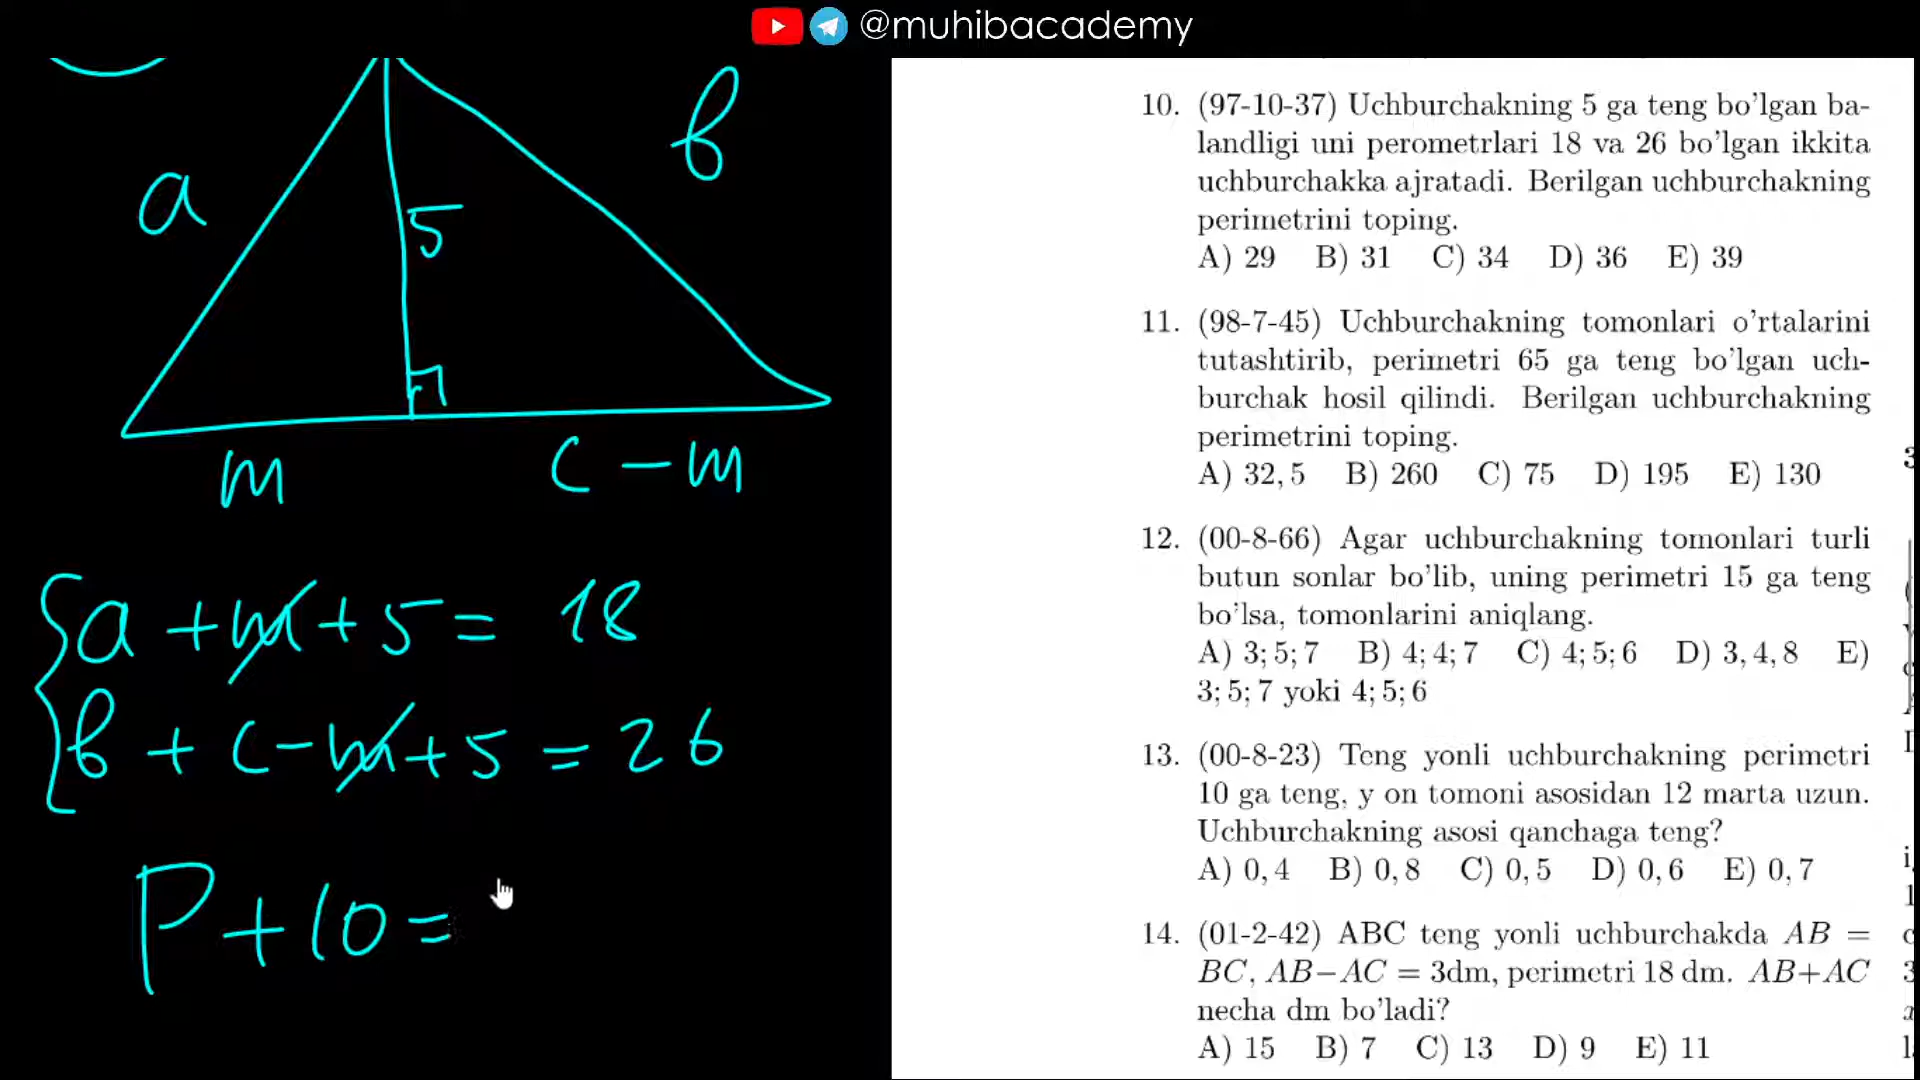 @muhibacademy
a
5
b
m
c - m
a + m + 5 = 18
b + c - m + 5 = 26
P + 10 =
10. (97-10-37) Uchburchakning 5 ga teng bo'lgan ba-
landligi uni perometrlari 18 va 26 bo'lgan ikkita
uchburchakka ajratadi. Berilgan uchburchakning
perimetrini toping.
A) 29 B) 31 C) 34 D) 36 E) 39
11. (98-7-45) Uchburchakning tomonlari o'rtalarini
tutashtirib, perimetri 65 ga teng bo'lgan uch-
burchak hosil qilindi. Berilgan uchburchakning
perimetrini toping.
A) 32, 5 B) 260 C) 75 D) 195 E) 130
12. (00-8-66) Agar uchburchakning tomonlari turli
butun sonlar bo'lib, uning perimetri 15 ga teng
bo'lsa, tomonlarini aniqlang.
A) 3; 5; 7 B) 4; 4; 7 C) 4; 5; 6 D) 3, 4, 8 E)
3; 5; 7 yoki 4; 5; 6
13. (00-8-23) Teng yonli uchburchakning perimetri
10 ga teng, y on tomoni asosidan 12 marta uzun.
Uchburchakning asosi qanchaga teng?
A) 0, 4 B) 0, 8 C) 0, 5 D) 0, 6 E) 0, 7
14. (01-2-42) ABC teng yonli uchburchakda AB =
BC, AB−AC = 3dm, perimetri 18 dm. AB+AC
necha dm bo'ladi?
A) 15 B) 7 C) 13 D) 9 E) 11